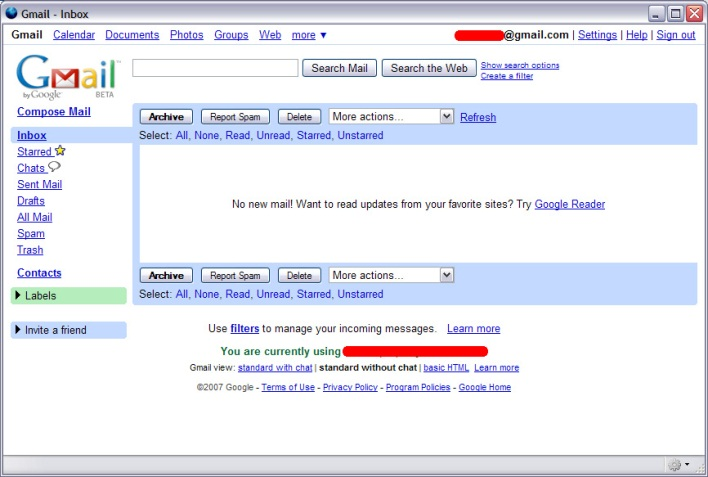 Gmail - Inbox
Gmail Calendar Documents Photos Groups Web more ▼
@gmail.com | Settings | Help | Sign out
Gmail
by Google BETA
Search Mail Search the Web
Show search options
Create a filter
Compose Mail
Inbox
Starred
Chats
Sent Mail
Drafts
All Mail
Spam
Trash
Contacts
Labels
Invite a friend
Archive Report Spam Delete More actions... Refresh
Select: All, None, Read, Unread, Starred, Unstarred
No new mail! Want to read updates from your favorite sites? Try Google Reader
Archive Report Spam Delete More actions...
Select: All, None, Read, Unread, Starred, Unstarred
Use filters to manage your incoming messages. Learn more
You are currently using
Gmail view: standard with chat | standard without chat | basic HTML Learn more
©2007 Google - Terms of Use - Privacy Policy - Program Policies - Google Home